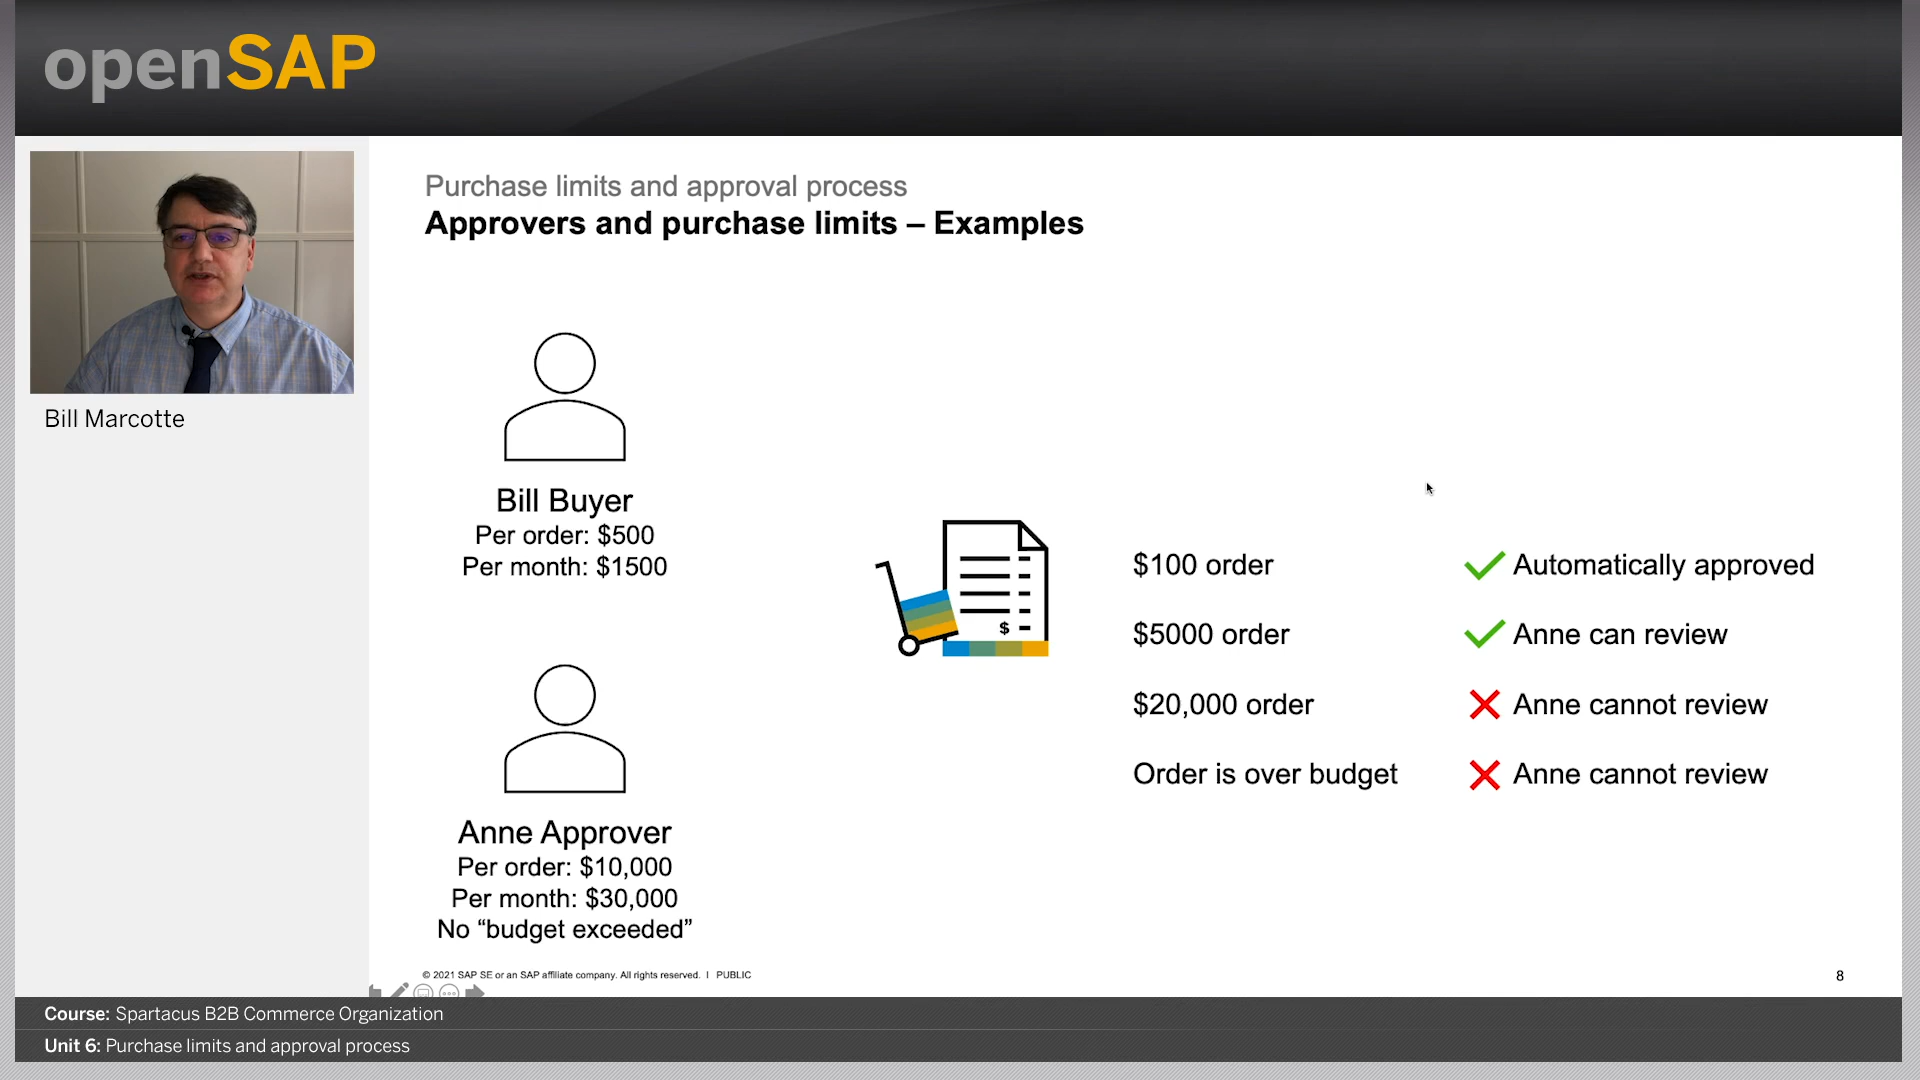 openSAP
Bill Marcotte
Purchase limits and approval process
Approvers and purchase limits – Examples
Bill Buyer
Per order: $500
Per month: $1500
Anne Approver
Per order: $10,000
Per month: $30,000
No “budget exceeded”
$
$100 order
Automatically approved
$5000 order
Anne can review
$20,000 order
Anne cannot review
Order is over budget
Anne cannot review
© 2021 SAP SE or an SAP affiliate company. All rights reserved. I PUBLIC
8
Course: Spartacus B2B Commerce Organization
Unit 6: Purchase limits and approval process